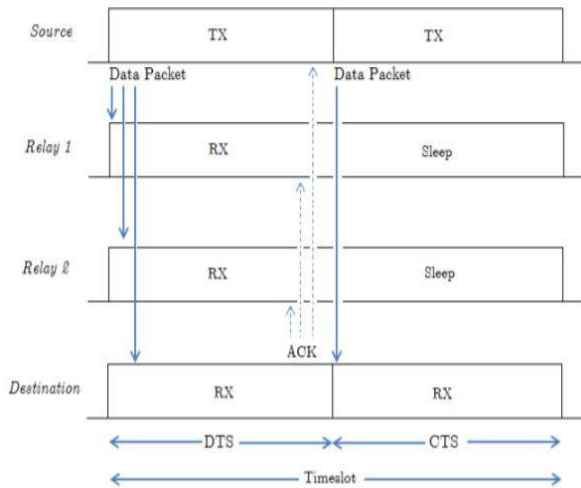 Source TX TX
Data Packet Data Packet
Relay 1 RX Sleep
Relay 2 RX Sleep
ACK
Destination RX RX
DTS CTS
Timeslot